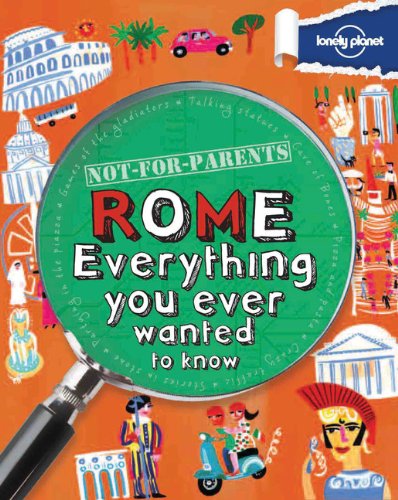 lonely planet
NOT-FOR-PARENTS
ROME
Everything
you ever
wanted
to know
Games of the gladiators * Talking statues * Cave of Bones * Pizza and pasta * Crazy traffic * Stories in stone * Partying in the piazza *